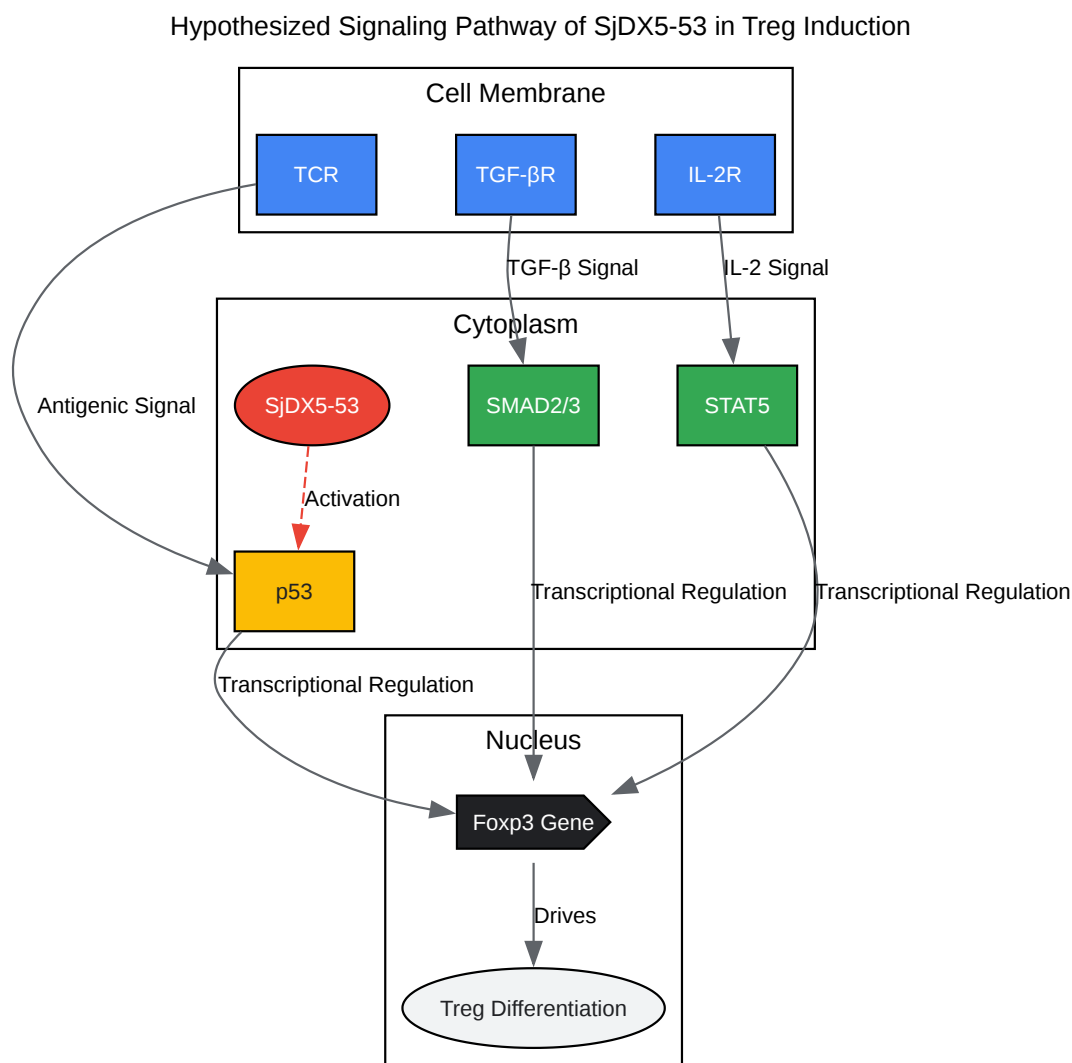 Hypothesized Signaling Pathway of SjDX5-53 in Treg Induction
Cell Membrane
TCR
TGF-βR
IL-2R
TGF-β Signal
IL-2 Signal
Cytoplasm
Antigenic Signal
SjDX5-53
SMAD2/3
STAT5
Activation
p53
Transcriptional Regulation
Transcriptional Regulation
Transcriptional Regulation
Nucleus
Foxp3 Gene
Drives
Treg Differentiation